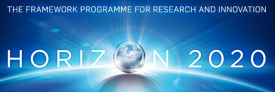 THE FRAMEWORK PROGRAMME FOR RESEARCH AND INNOVATION
HORIZON 2020